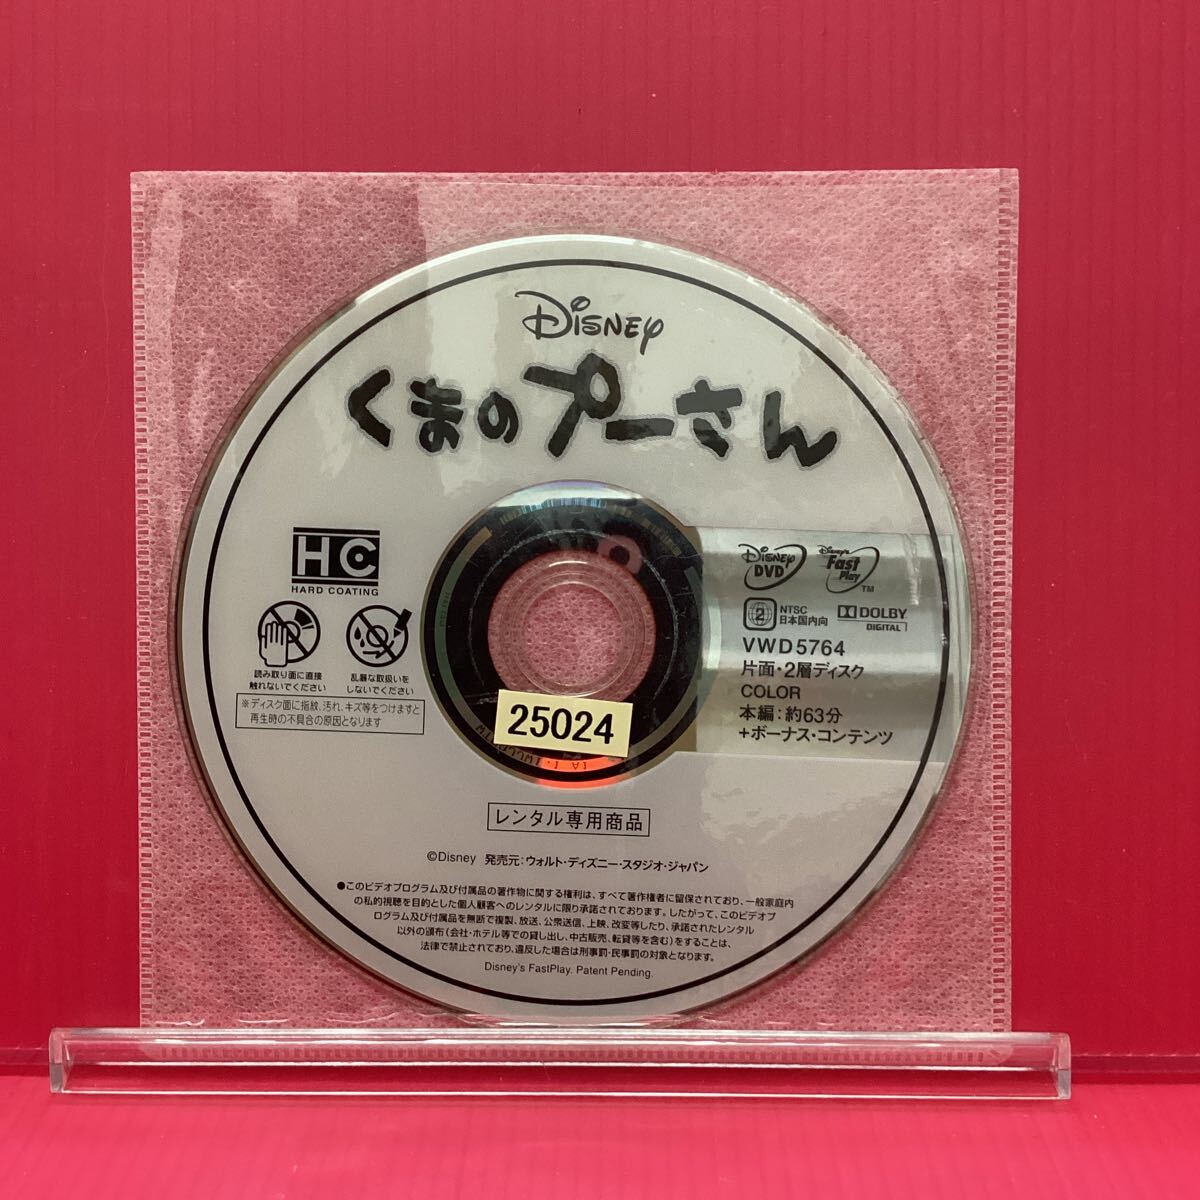 Disney
くまのプーさん
HC
HARD COATING
読み取り面に直接
触れないでください
乱暴な取扱いを
しないでください
※ディスク面に指紋、汚れ、キズ等をつけますと
再生時の不具合の原因となります
Disney DVD
Disney's Fast Play TM
2 NTSC 日本国内向
DOLBY DIGITAL
VWD5764
片面・2層ディスク
COLOR
本編：約63分
+ボーナス・コンテンツ
25024
レンタル専用商品
©Disney 発売元：ウォルト・ディズニー・スタジオ・ジャパン
●このビデオプログラム及び付属品の著作物に関する権利は、すべて著作権者に留保されており、一般家庭内
の私的視聴を目的とした個人顧客へのレンタルに限り承諾されております。したがって、このビデオプ
ログラム及び付属品を無断で複製、放送、公衆送信、上映、改変等したり、承諾されたレンタル
以外の頒布（会社・ホテル等での貸し出し、中古販売、転貸等を含む）をすることは、
法律で禁止されており、違反した場合は刑事罰・民事罰の対象となります。
Disney's FastPlay. Patent Pending.